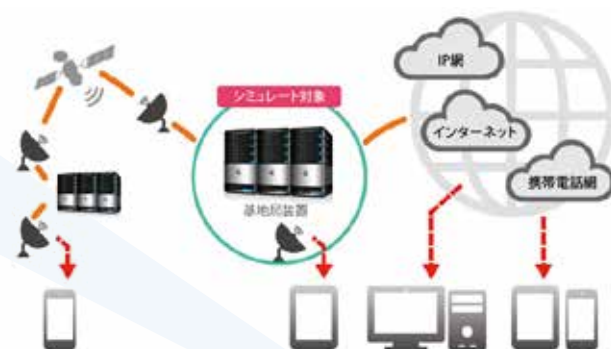 IP網
シミュレート対象
インターネット
携帯電話網
基地局装置